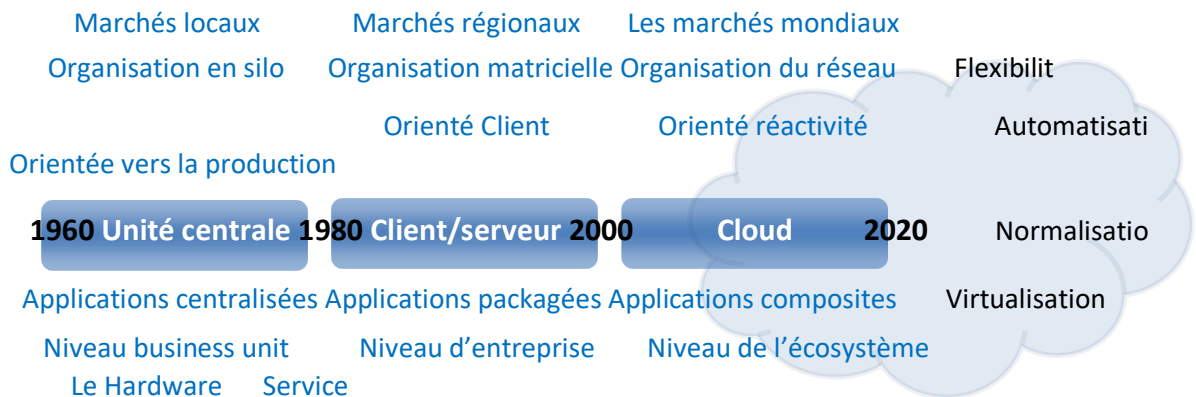 Marchés locaux Marchés régionaux Les marchés mondiaux
Organisation en silo Organisation matricielle Organisation du réseau Flexibilit
Orienté Client Orienté réactivité Automatisati
Orientée vers la production
1960 Unité centrale 1980 Client/serveur 2000 Cloud 2020 Normalisatio
Applications centralisées Applications packagées Applications composites Virtualisation
Niveau business unit Niveau d’entreprise Niveau de l’écosystème
Le Hardware Service